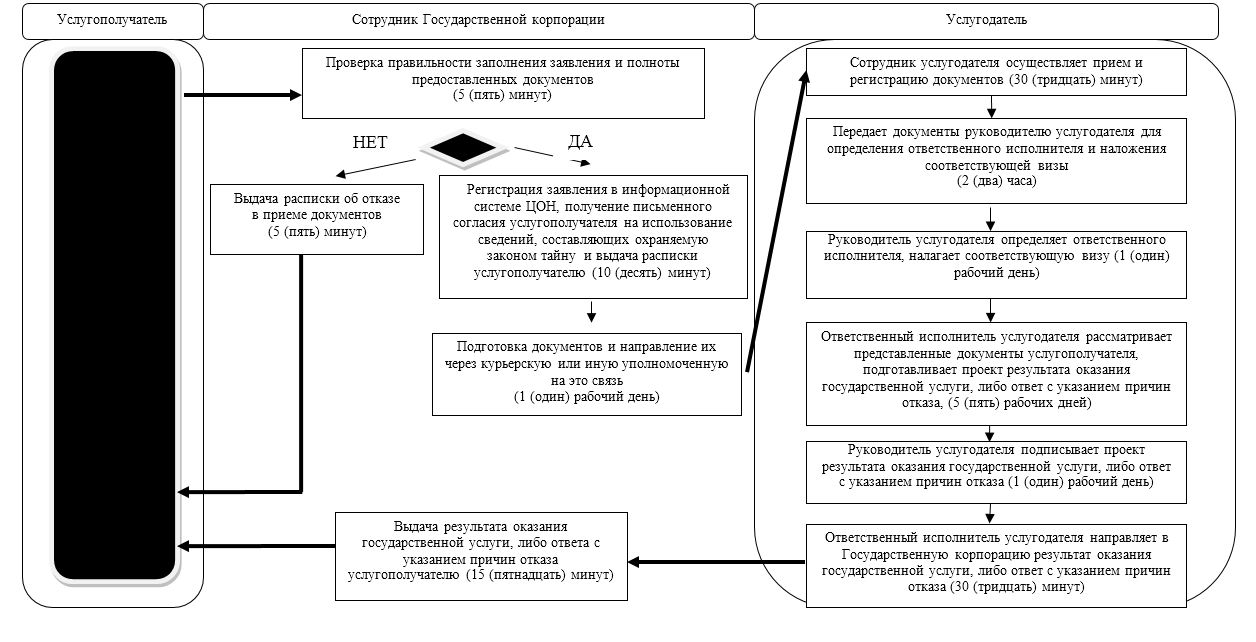 Услугополучатель
Сотрудник Государственной корпорации
Услугодатель
Проверка правильности заполнения заявления и полноты
предоставленных документов
(5 (пять) минут)
НЕТ
ДА
Выдача расписки об отказе
в приеме документов
(5 (пять) минут)
Регистрация заявления в информационной
системе ЦОН, получение письменного
согласия услугополучателя на использование
сведений, составляющих охраняемую
законом тайну и выдача расписки
услугополучателю (10 (десять) минут)
Подготовка документов и направление их
через курьерскую или иную уполномоченную
на это связь
(1 (один) рабочий день)
Сотрудник услугодателя осуществляет прием и
регистрацию документов (30 (тридцать) минут)
Передает документы руководителю услугодателя для
определения ответственного исполнителя и наложения
соответствующей визы
(2 (два) часа)
Руководитель услугодателя определяет ответственного
исполнителя, налагает соответствующую визу (1 (один)
рабочий день)
Ответственный исполнитель услугодателя рассматривает
представленные документы услугополучателя,
подготавливает проект результата оказания
государственной услуги, либо ответ с указанием причин
отказа, (5 (пять) рабочих дней)
Руководитель услугодателя подписывает проект
результата оказания государственной услуги, либо ответ
с указанием причин отказа (1 (один) рабочий день)
Ответственный исполнитель услугодателя направляет в
Государственную корпорацию результат оказания
государственной услуги, либо ответ с указанием причин
отказа (30 (тридцать) минут)
Выдача результата оказания
государственной услуги, либо ответа с
указанием причин отказа
услугополучателю (15 (пятнадцать) минут)